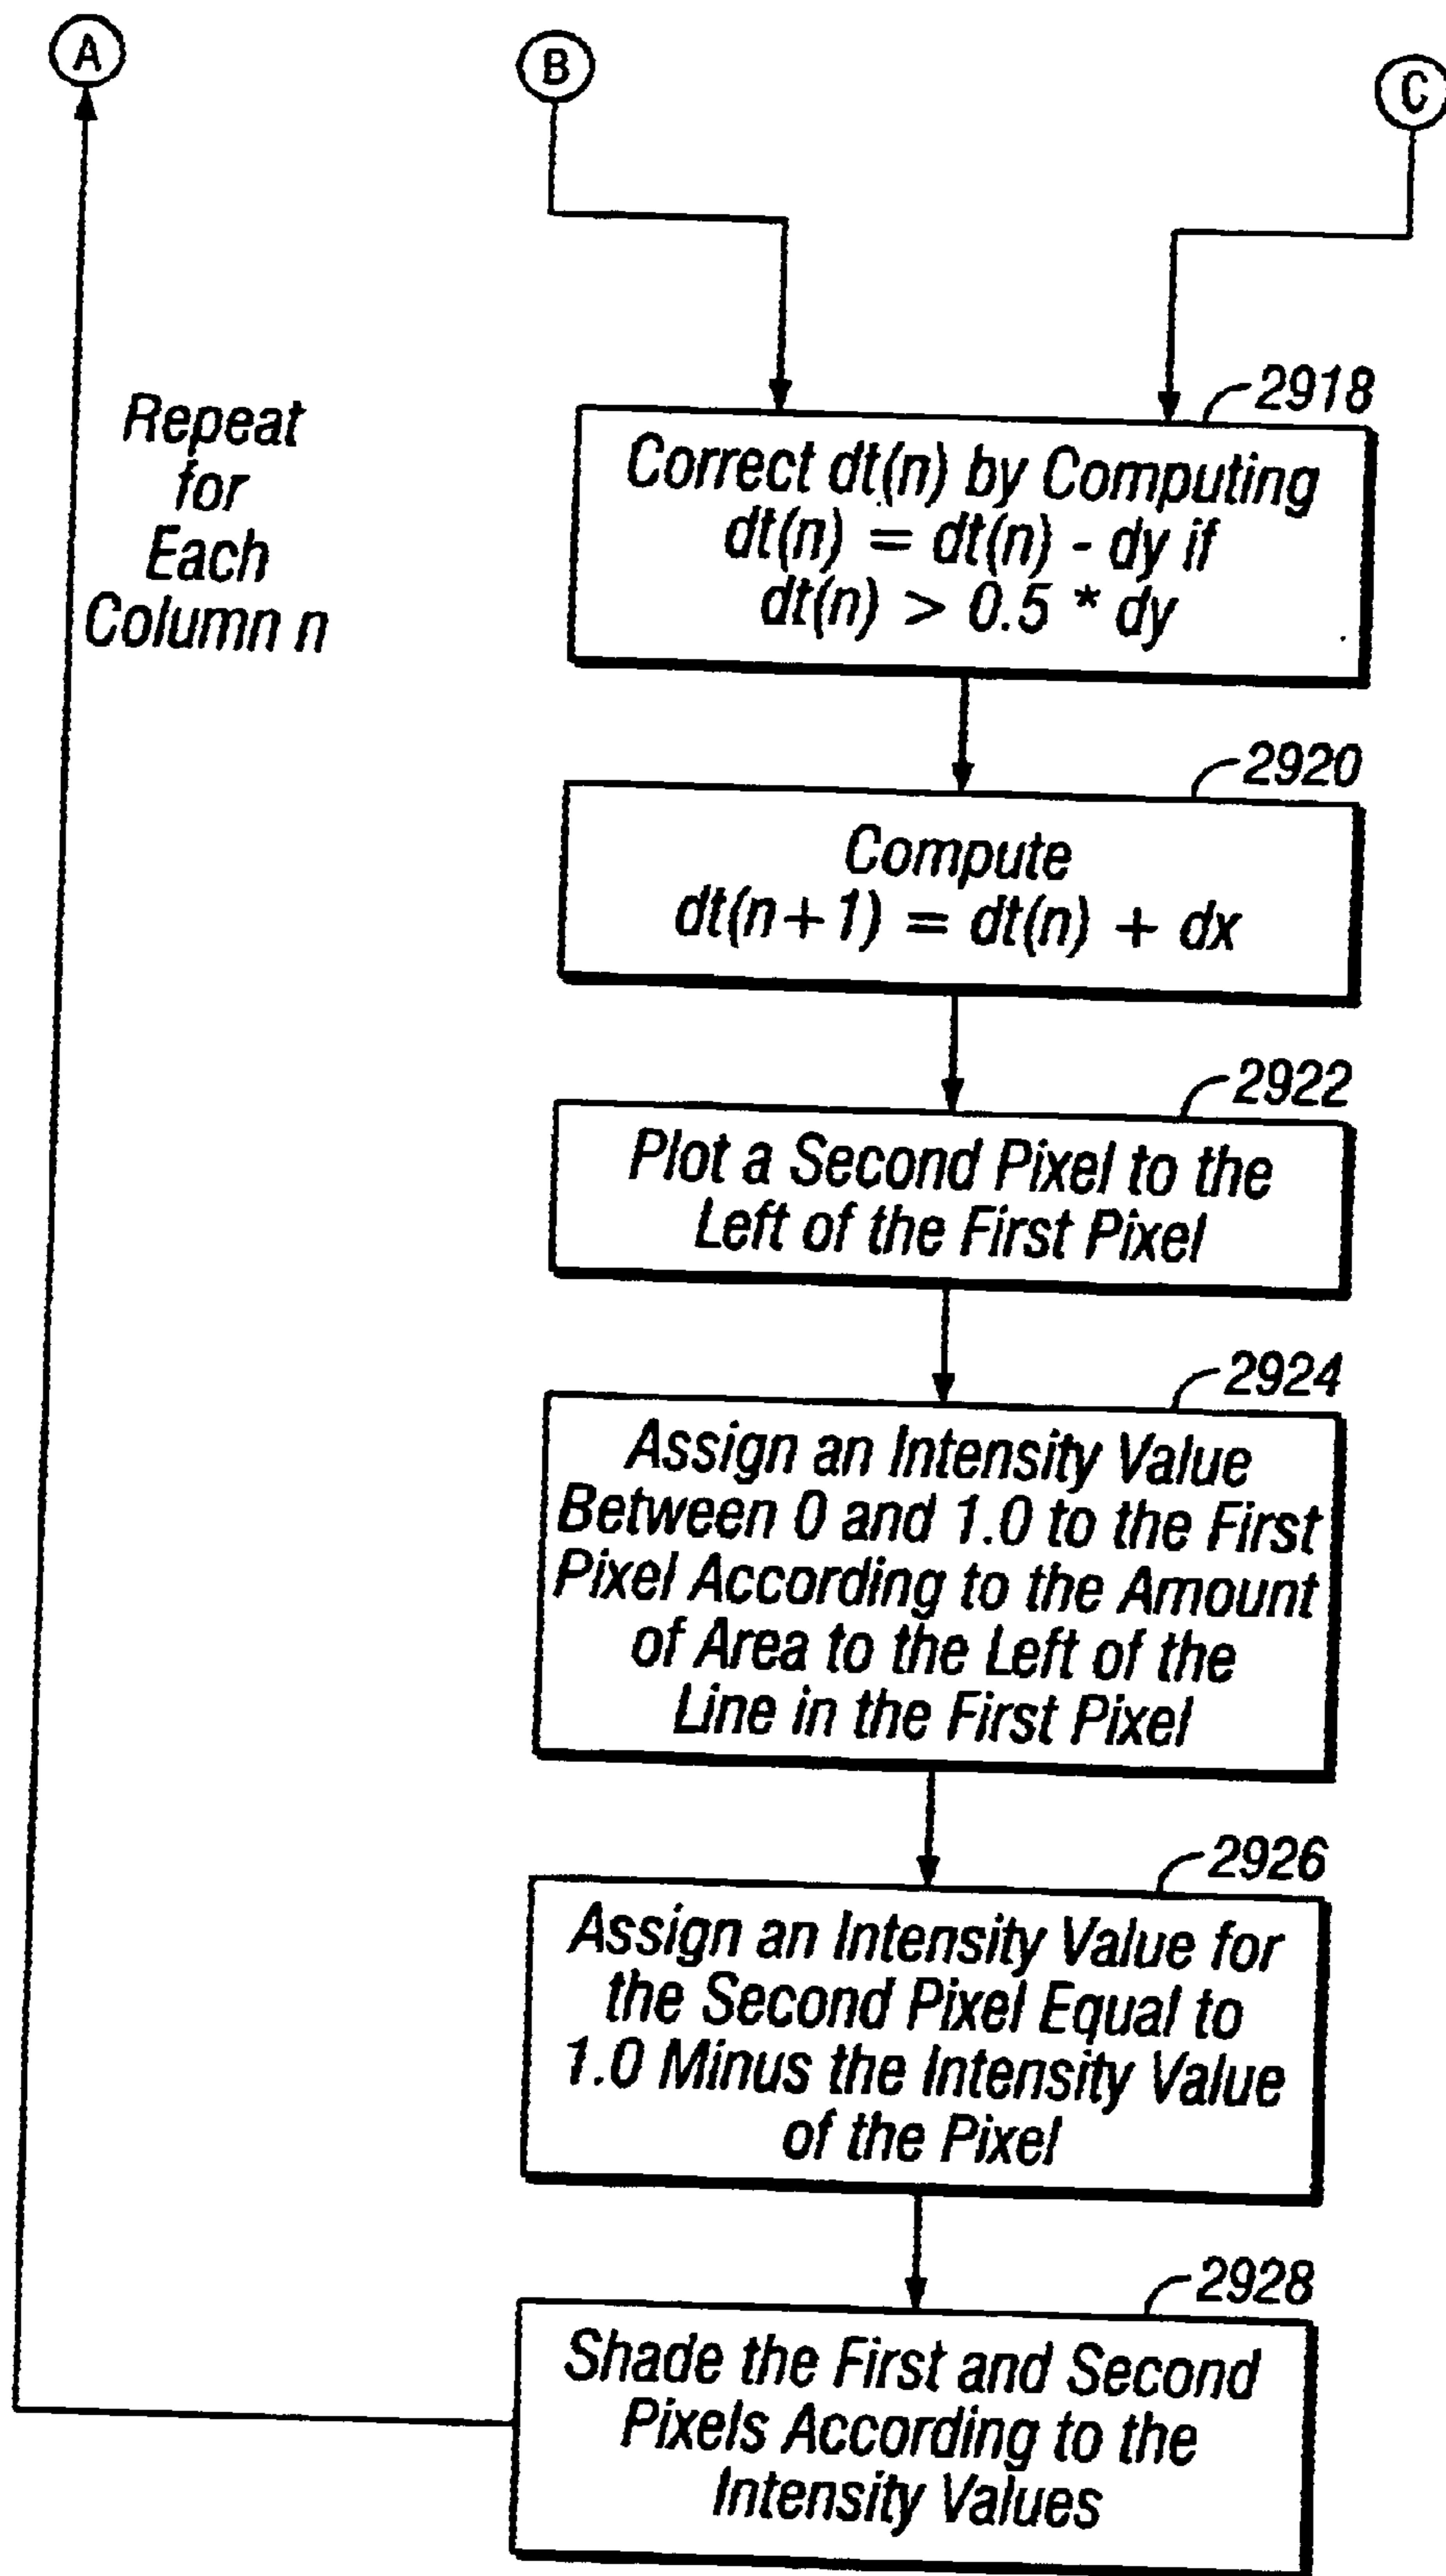 A
B
C
Repeat
for
Each
Column n
2918
Correct dt(n) by Computing
dt(n) = dt(n) - dy if
dt(n) > 0.5 * dy
2920
Compute
dt(n+1) = dt(n) + dx
2922
Plot a Second Pixel to the
Left of the First Pixel
2924
Assign an Intensity Value
Between 0 and 1.0 to the First
Pixel According to the Amount
of Area to the Left of the
Line in the First Pixel
2926
Assign an Intensity Value for
the Second Pixel Equal to
1.0 Minus the Intensity Value
of the Pixel
2928
Shade the First and Second
Pixels According to the
Intensity Values